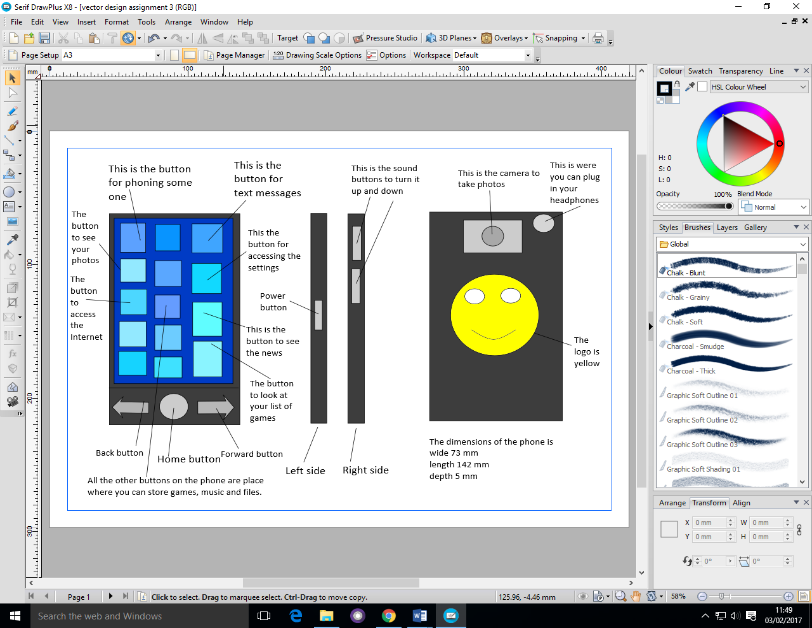 Serif DrawPlus X8 - [vector design assignment 3 (RGB)]
File Edit View Insert Format Tools Arrange Window Help
Target Pressure Studio 3D Planes Overlays Snapping
Page Setup A3 Page Manager Drawing Scale Options Options Workspace Default
mm 0 100 200 300 400
0
100
200
300
This is the button
for phoning some
one
This is the
button for
text messages
This is the sound
buttons to turn it
up and down
This is the camera to
take photos
This is were
you can plug
in your
headphones
The
button
to see
your
photos
The
button
to
access
the
Internet
This the
button for
accessing the
settings
Power
button
This is the
button to see
the news
The button
to look at
your list of
games
The
logo is
yellow
Back button
Home button
Forward button
Left side
Right side
All the other buttons on the phone are place
where you can store games, music and files.
The dimensions of the phone is
wide 73 mm
length 142 mm
depth 5 mm
Colour Swatch Transparency Line
HSL Colour Wheel
H: 0
S: 0
L: 0
Opacity 100% Blend Mode
Normal
Styles Brushes Layers Gallery
Global
Chalk - Blunt
Chalk - Grainy
Chalk - Soft
Charcoal - Smudge
Charcoal - Thick
Graphic Soft Outline 01
Graphic Soft Outline 02
Graphic Soft Outline 03
Graphic Soft Shading 01
Arrange Transform Align
X 0 mm W 0 mm
Y 0 mm H 0 mm
0° 0°
Page 1 Click to select. Drag to marquee select. Ctrl-Drag to move copy. 125.96, -4.46 mm 58%
Search the web and Windows
11:49
03/02/2017